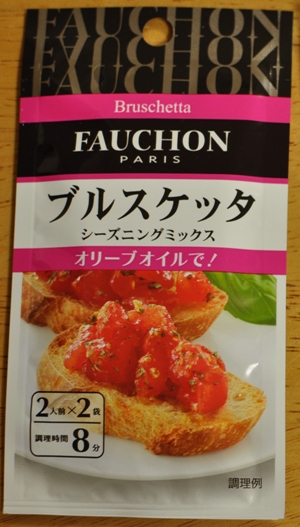 FAUCHON
FAUCHON
Bruschetta
FAUCHON
PARIS
ブルスケッタ
シーズニングミックス
オリーブオイルで!
2人前×2袋
調理時間8分
調理例